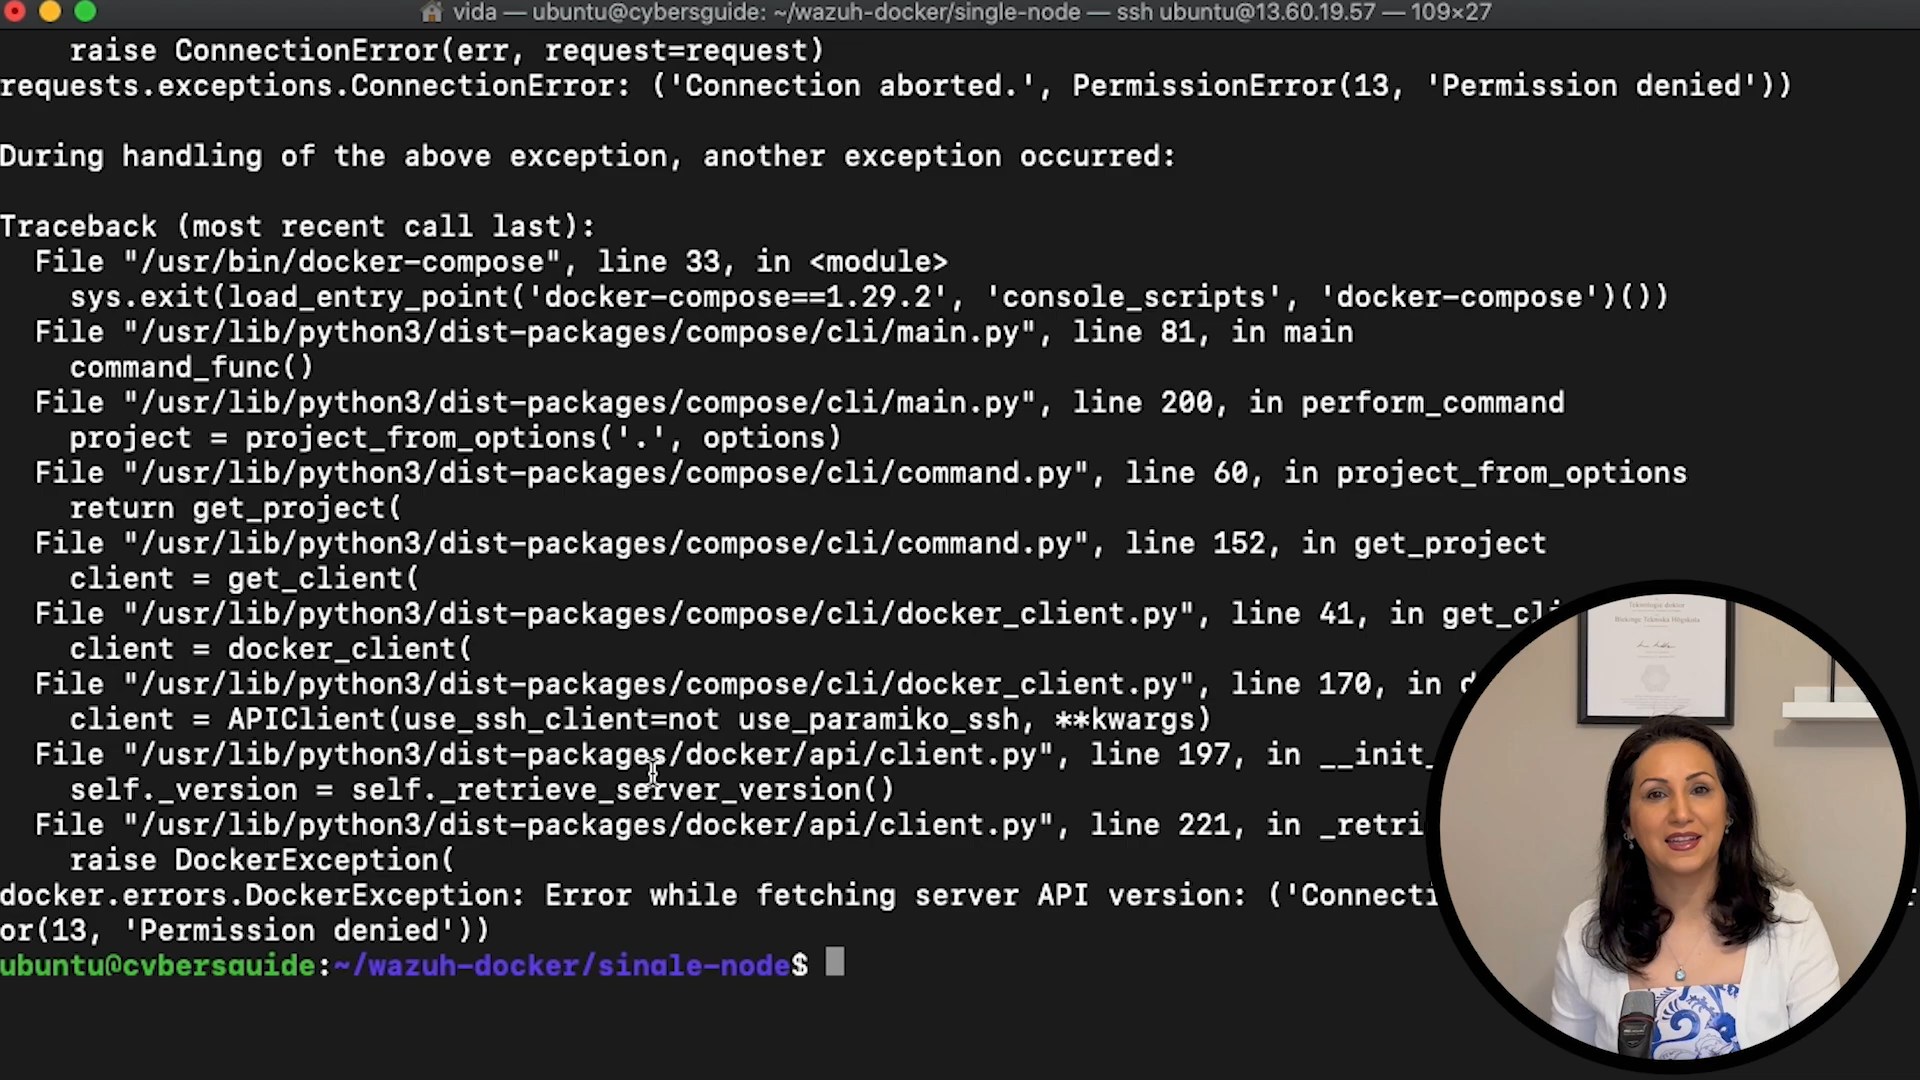 vida — ubuntu@cybersguide: ~/wazuh-docker/single-node — ssh ubuntu@13.60.19.57 — 109×27
    raise ConnectionError(err, request=request)
requests.exceptions.ConnectionError: ('Connection aborted.', PermissionError(13, 'Permission denied'))
During handling of the above exception, another exception occurred:
Traceback (most recent call last):
  File "/usr/bin/docker-compose", line 33, in <module>
    sys.exit(load_entry_point('docker-compose==1.29.2', 'console_scripts', 'docker-compose')())
  File "/usr/lib/python3/dist-packages/compose/cli/main.py", line 81, in main
    command_func()
  File "/usr/lib/python3/dist-packages/compose/cli/main.py", line 200, in perform_command
    project = project_from_options('.', options)
  File "/usr/lib/python3/dist-packages/compose/cli/command.py", line 60, in project_from_options
    return get_project(
  File "/usr/lib/python3/dist-packages/compose/cli/command.py", line 152, in get_project
    client = get_client(
  File "/usr/lib/python3/dist-packages/compose/cli/docker_client.py", line 41, in get_cli
    client = docker_client(
  File "/usr/lib/python3/dist-packages/compose/cli/docker_client.py", line 170, in d
    client = APIClient(use_ssh_client=not use_paramiko_ssh, **kwargs)
  File "/usr/lib/python3/dist-packages/docker/api/client.py", line 197, in __init_
    self._version = self._retrieve_server_version()
  File "/usr/lib/python3/dist-packages/docker/api/client.py", line 221, in _retri
    raise DockerException(
docker.errors.DockerException: Error while fetching server API version: ('Connecti
or(13, 'Permission denied'))
ubuntu@cybersguide:~/wazuh-docker/single-node$
Teknologie doktor
Blekinge Tekniska Högskola